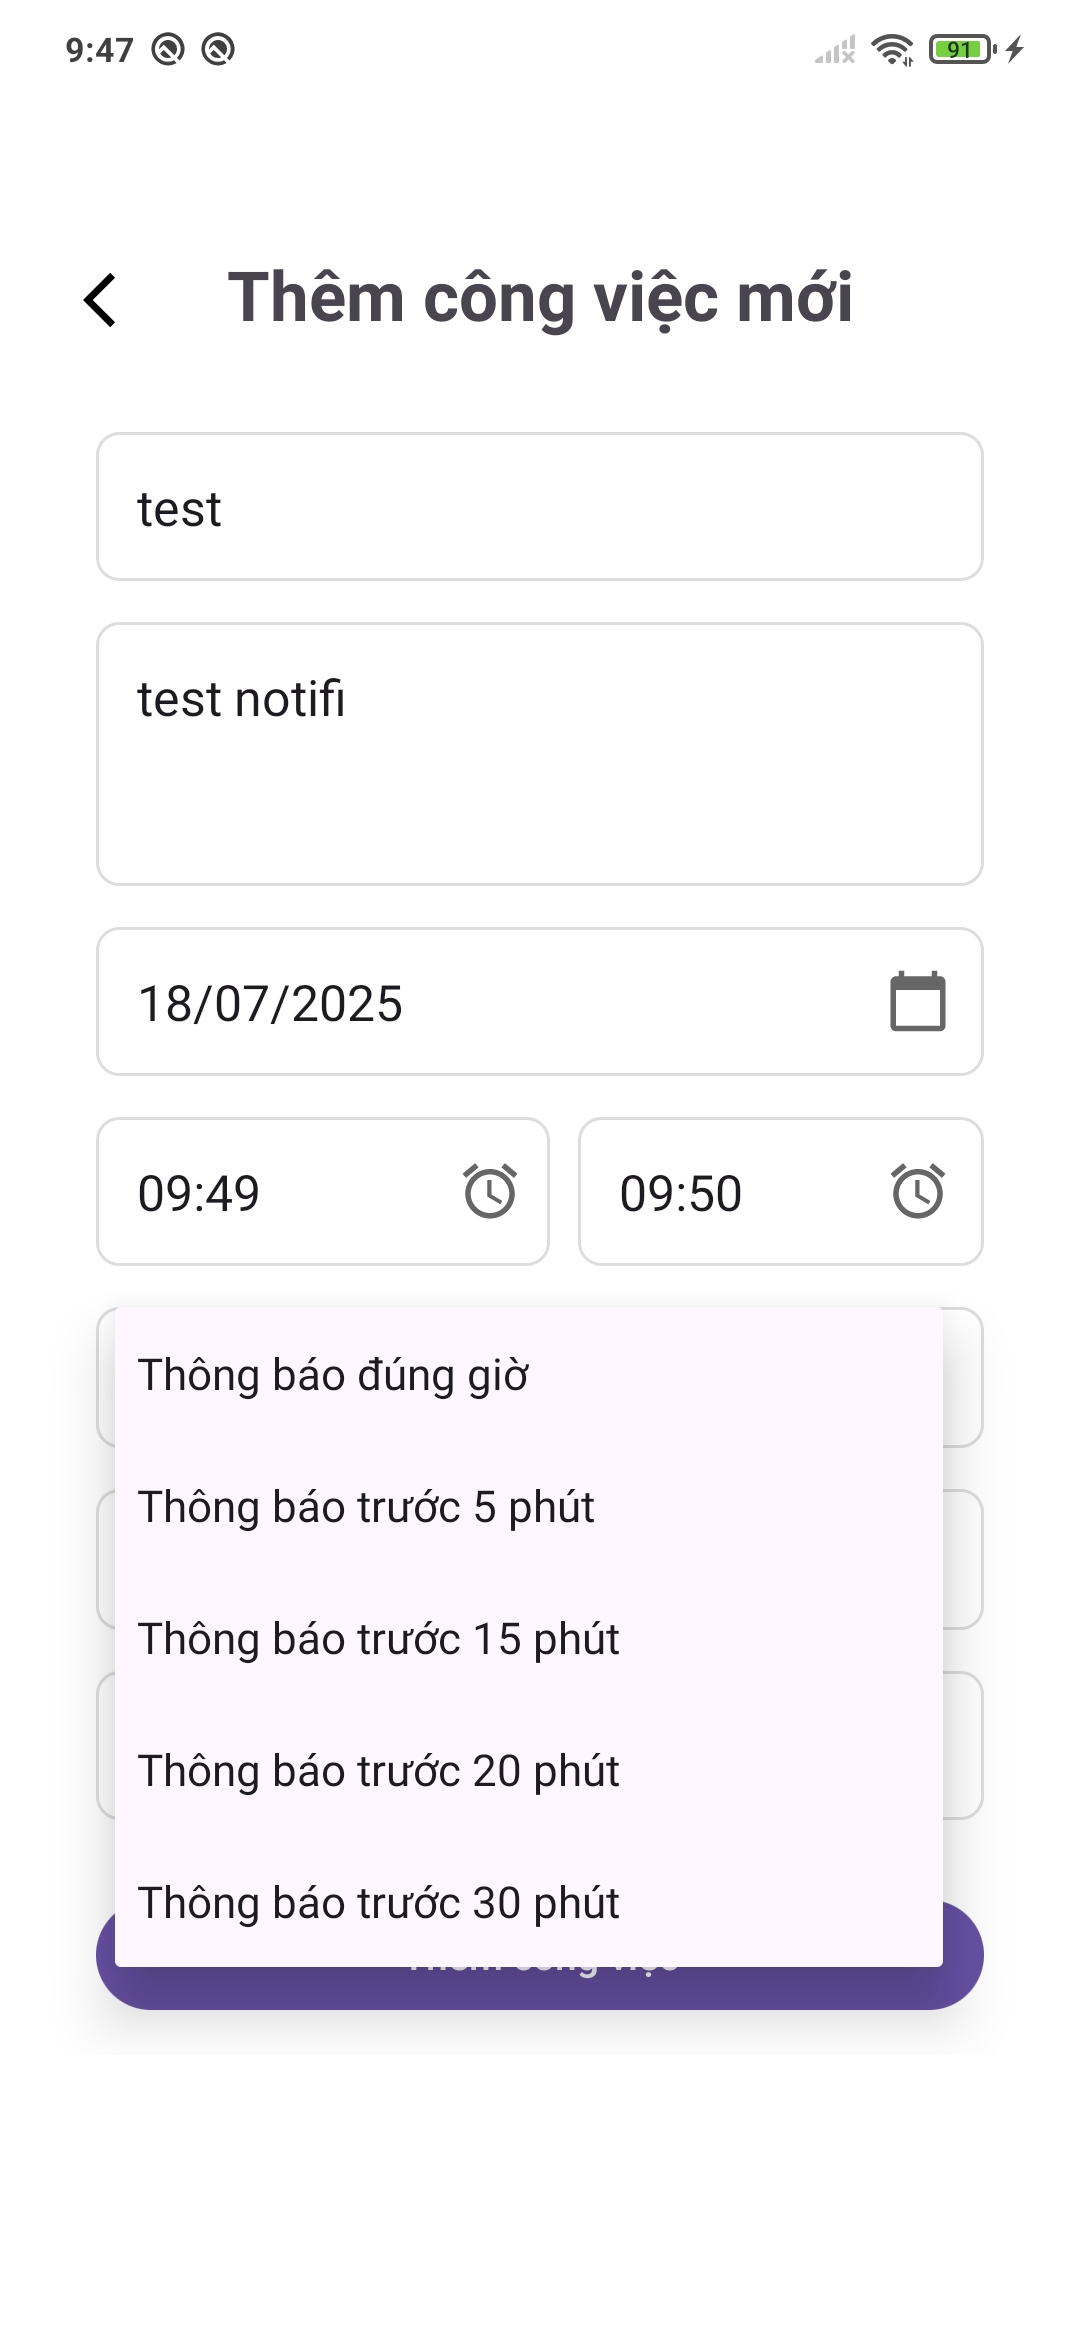 9:47
91
Thêm công việc mới
test
test notifi
18/07/2025
09:49
09:50
Thông báo đúng giờ
Thông báo trước 5 phút
Thông báo trước 15 phút
Thông báo trước 20 phút
Thông báo trước 30 phút